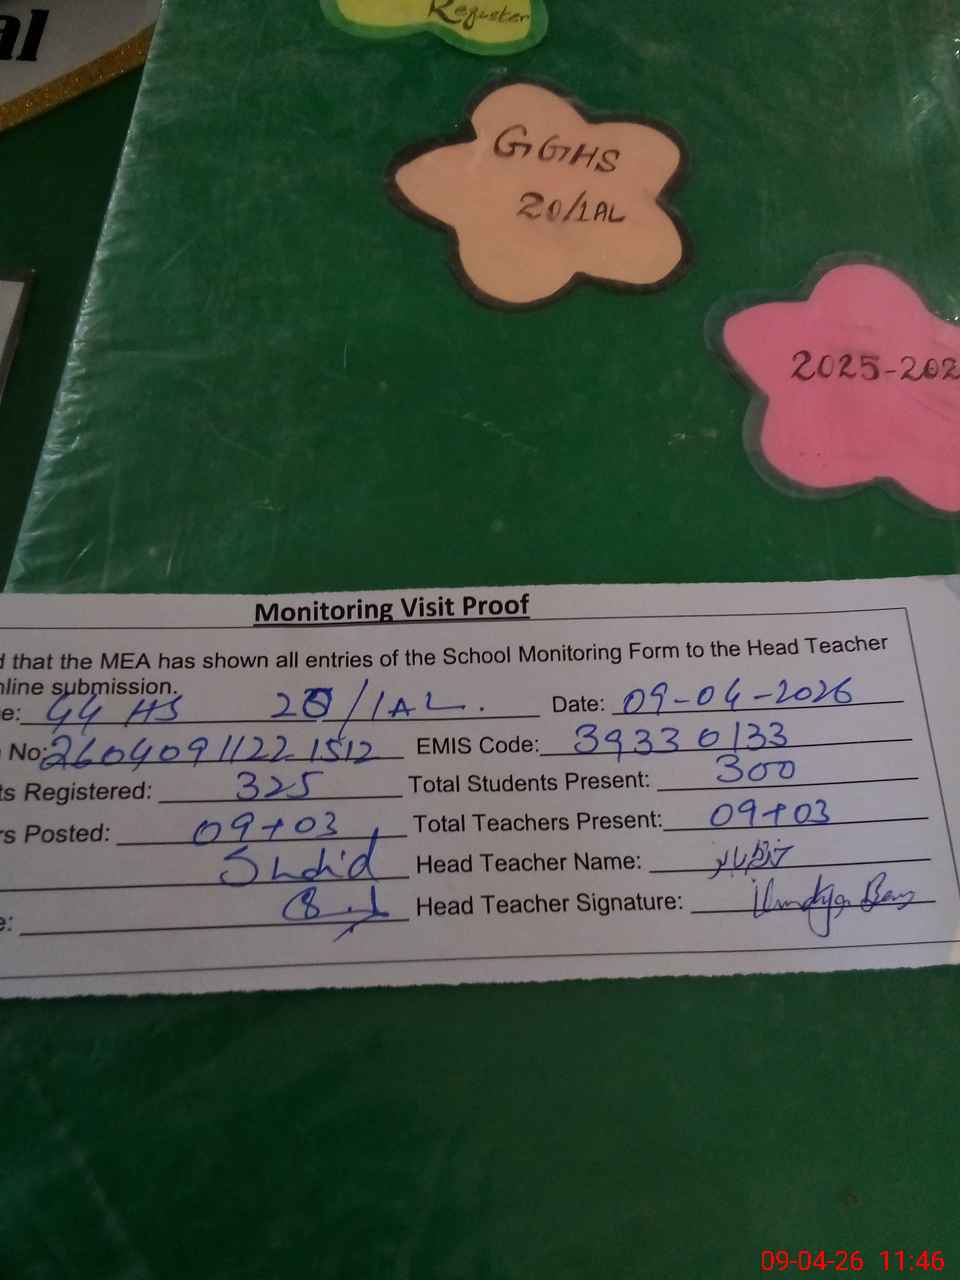 al
Register
GGHS
20/1AL
2025-202
Monitoring Visit Proof
d that the MEA has shown all entries of the School Monitoring Form to the Head Teacher
nline submission.
e: GG HS 20/1AL. Date: 09-04-2026
No: 2604091122 1512 EMIS Code: 39330133
ts Registered: 325 Total Students Present: 300
rs Posted: 09+03 Total Teachers Present: 09+03
Shahid Head Teacher Name:
e: Head Teacher Signature:
09-04-26 11:46